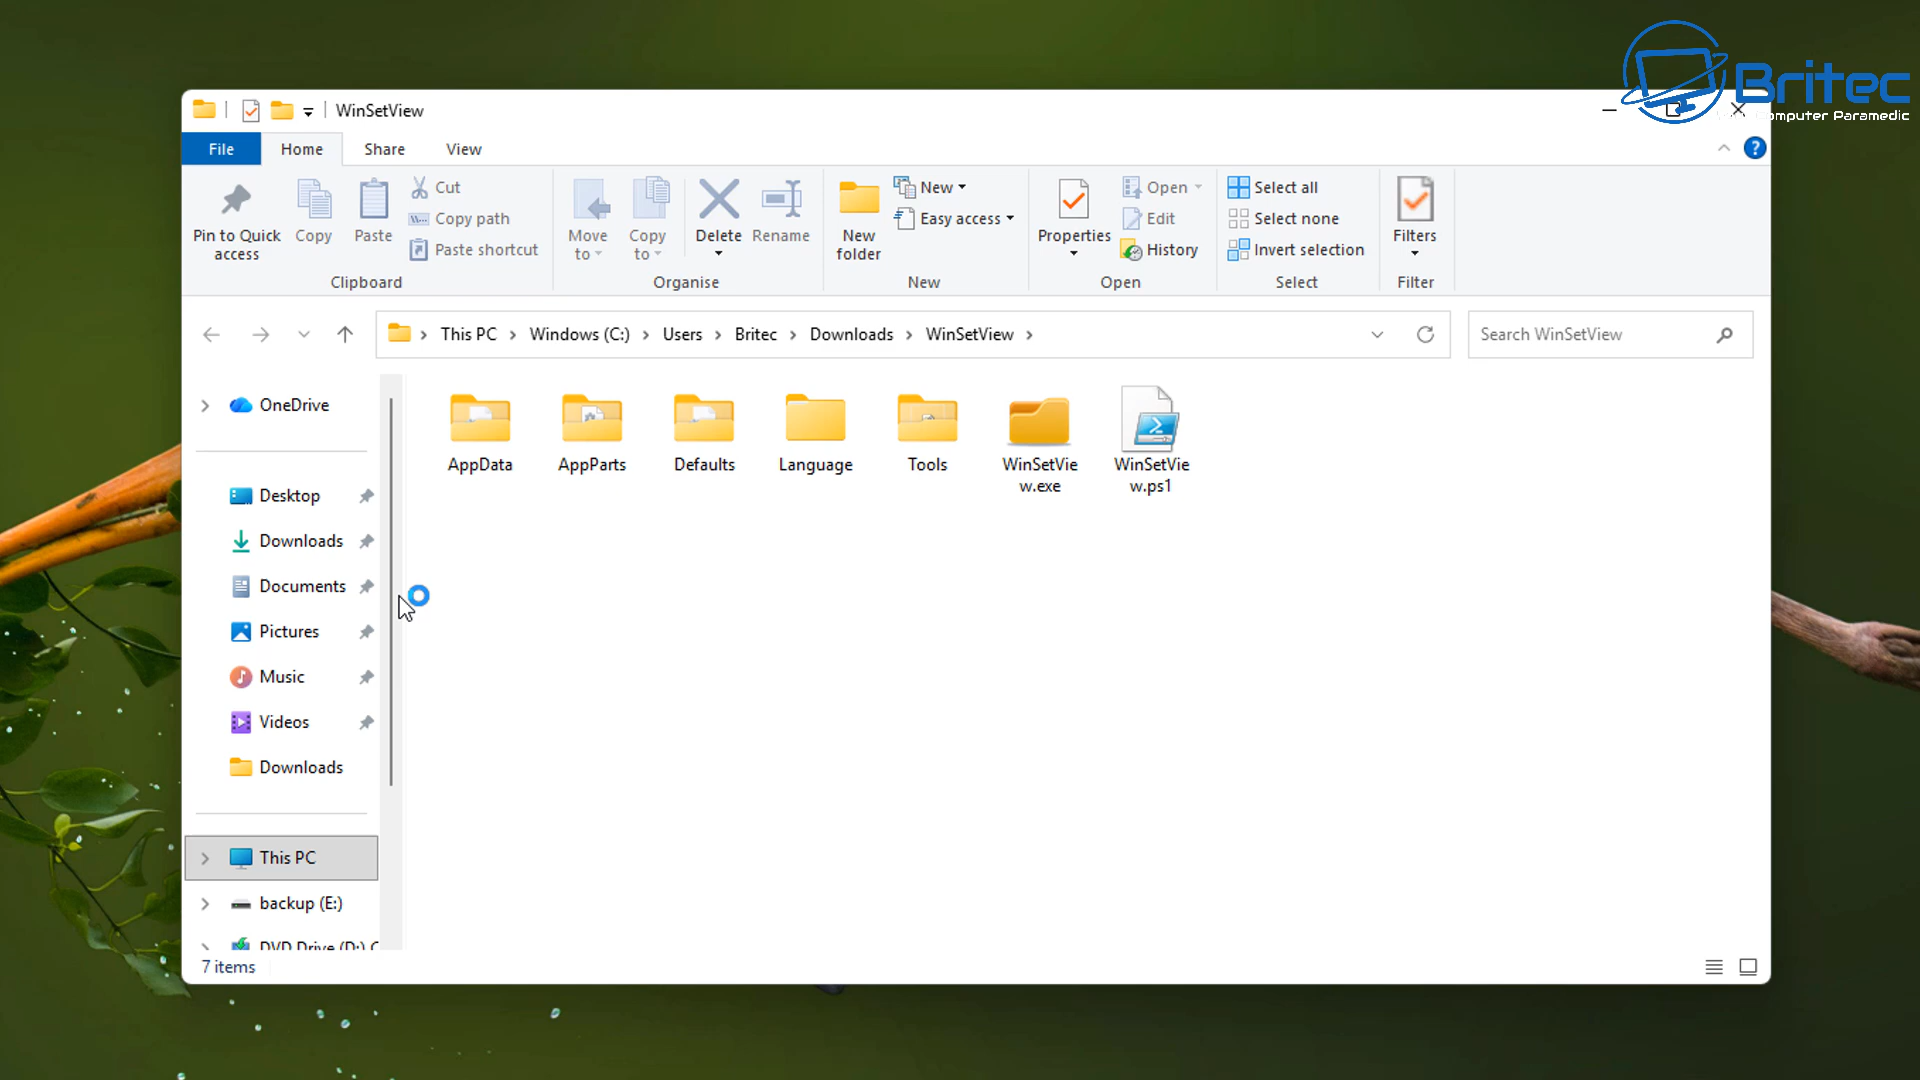 Britec
Computer Paramedic
WinSetView
File Home Share View
Pin to Quick access
Copy
Paste
Cut
Copy path
Paste shortcut
Clipboard
Move to
Copy to
Delete
Rename
Organise
New folder
New
Easy access
New
Properties
Open
Edit
History
Open
Select all
Select none
Invert selection
Select
Filters
Filter
This PC Windows (C:) Users Britec Downloads WinSetView
Search WinSetView
OneDrive
Desktop
Downloads
Documents
Pictures
Music
Videos
Downloads
This PC
backup (E:)
DVD Drive (D:) C
AppData
AppParts
Defaults
Language
Tools
WinSetVie
w.exe
WinSetVie
w.ps1
7 items